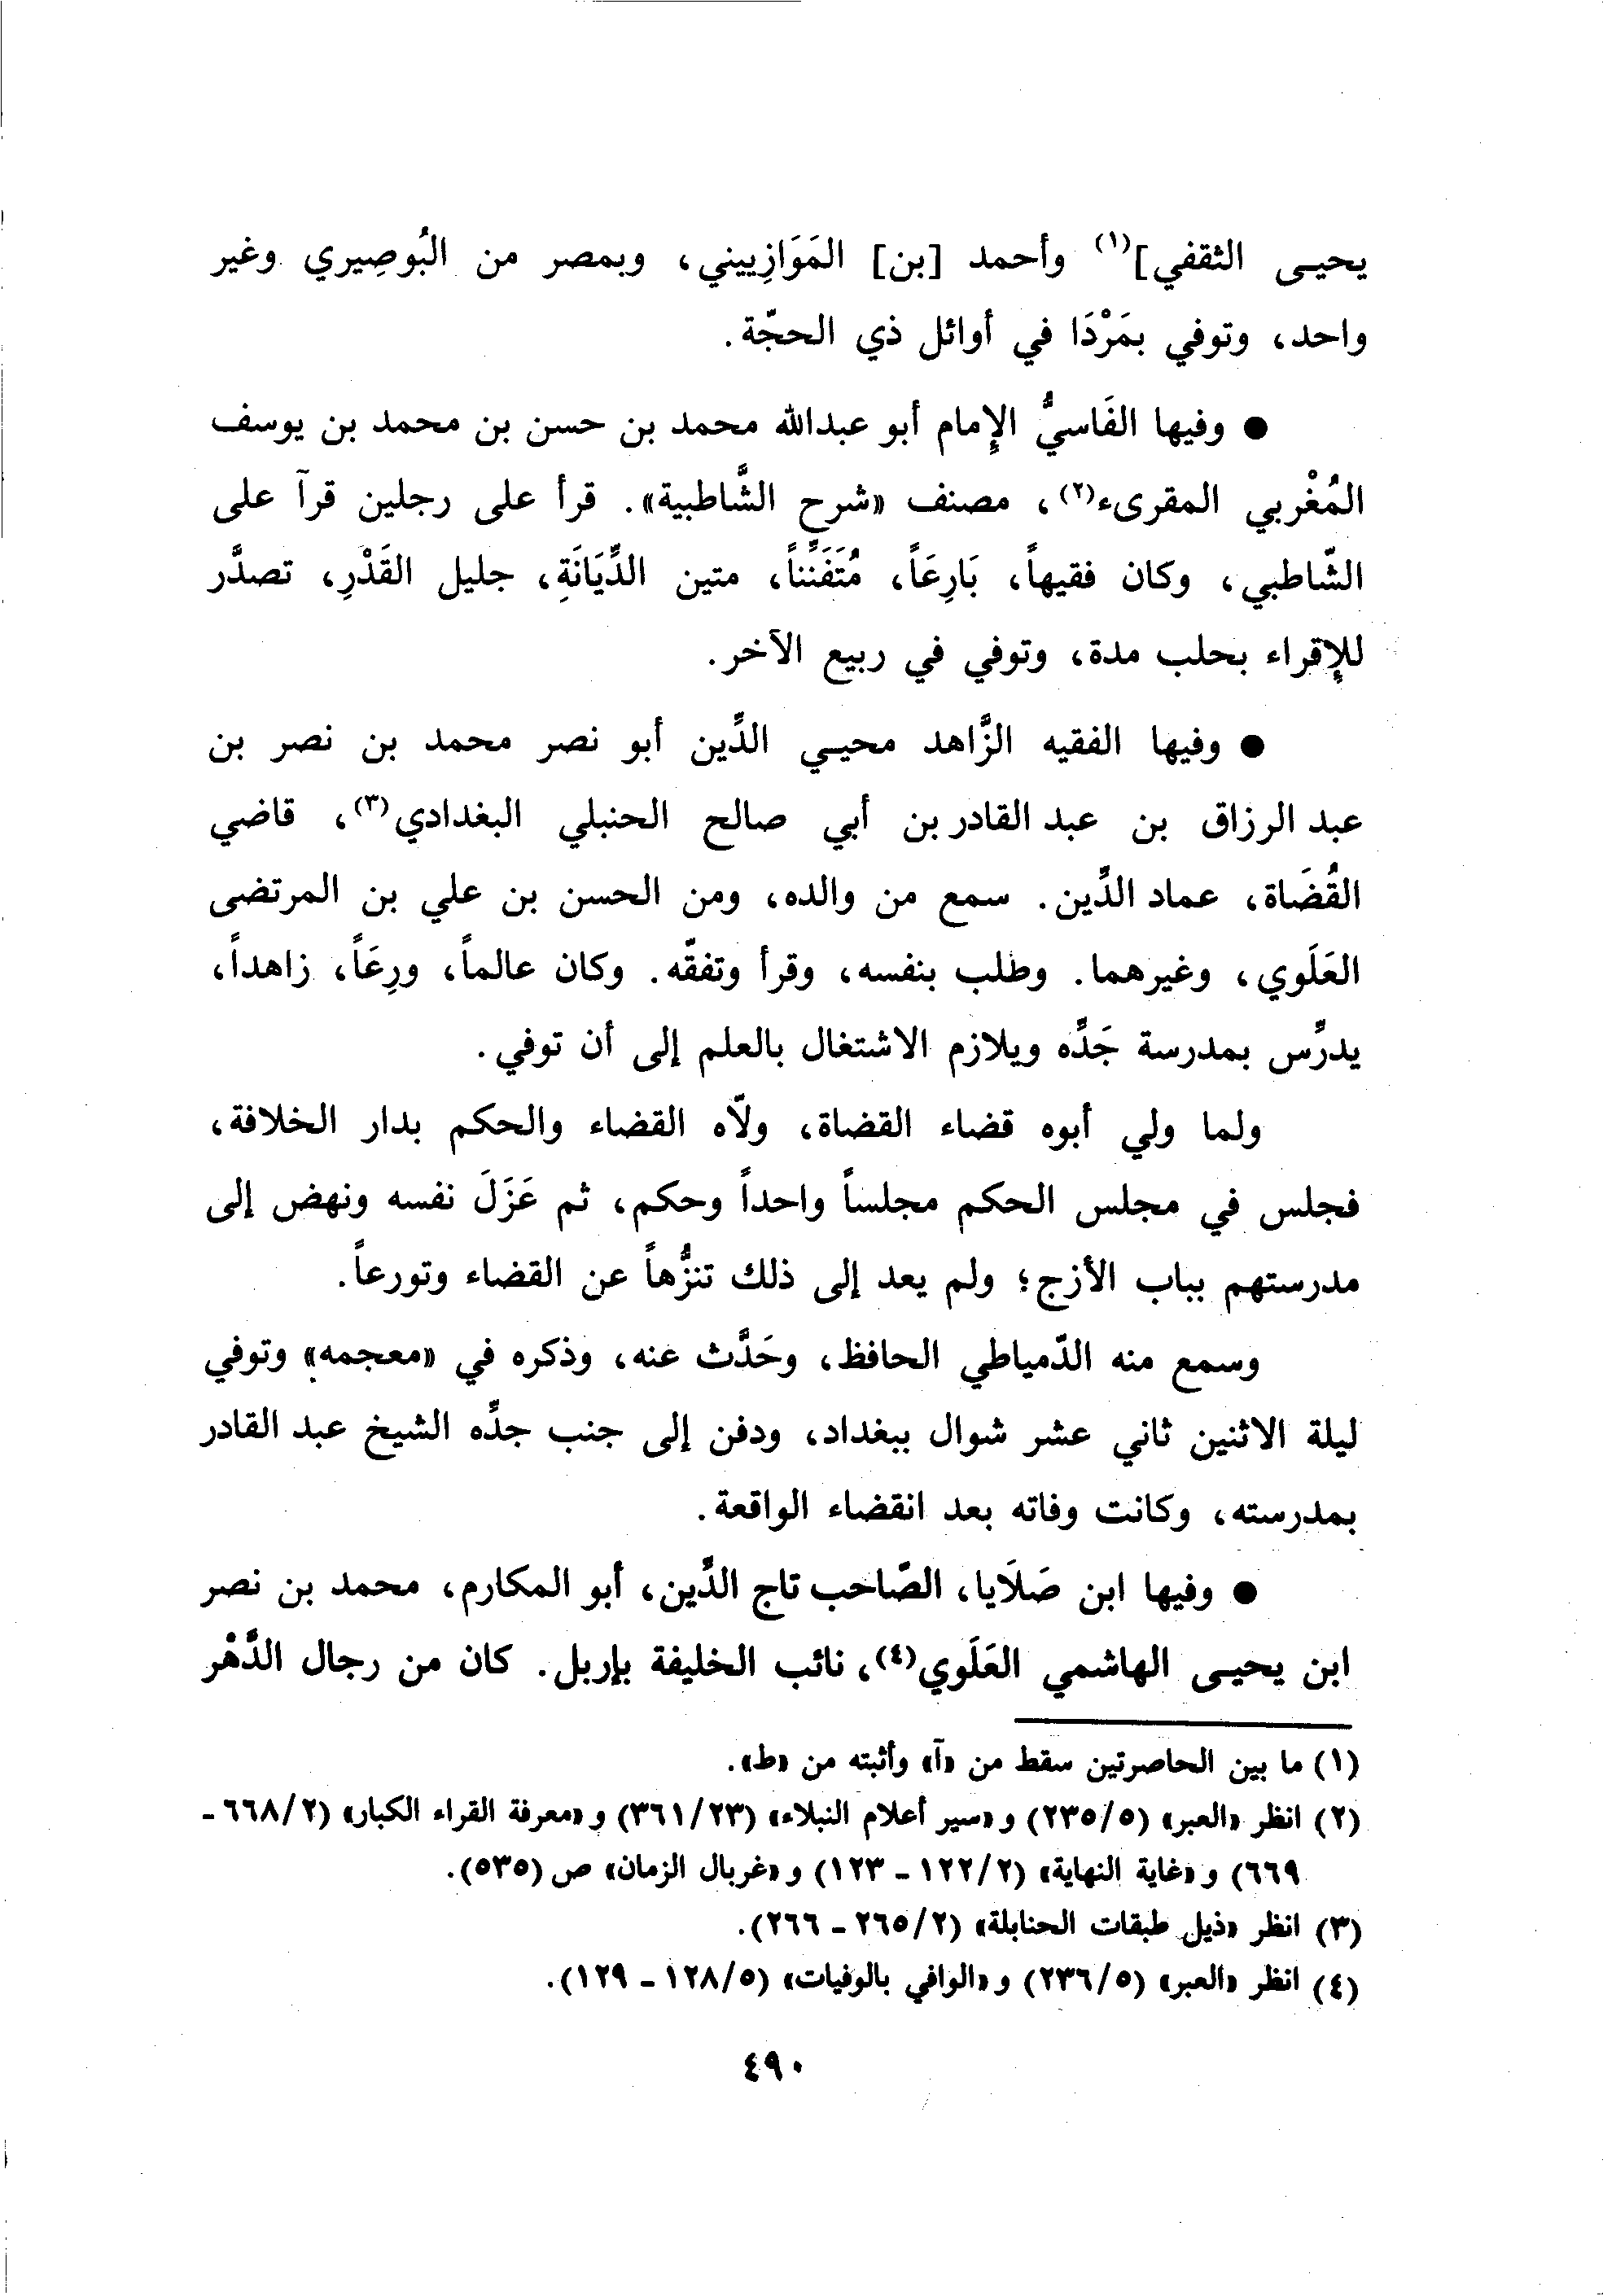 يحيى الثقفي](١) وأحمد [بن] المَوَازِييني، وبمصر من البُوصِيري وغير
واحد، وتوفي بمَرْدَا في أوائل ذي الحجّة.
● وفيها الفَاسيُّ الإمام أبو عبدالله محمد بن حسن بن محمد بن يوسف
المُغْربي المقرىء(٢)، مصنف «شرح الشَّاطبية». قرأ على رجلين قرآ على
الشّاطبي، وكان فقيهاً، بَارِعَاً، مُتَفَنِّناً، متين الدِّيَانَةِ، جليل القَدْرِ، تصدَّر
للإقراء بحلب مدة، وتوفي في ربيع الآخر.
● وفيها الفقيه الزَّاهد محيي الدِّين أبو نصر محمد بن نصر بن
عبد الرزاق بن عبد القادر بن أبي صالح الحنبلي البغدادي(٣)، قاضي
القُضَاة، عماد الدِّين. سمع من والده، ومن الحسن بن علي بن المرتضى
العَلَوي، وغيرهما. وطلب بنفسه، وقرأ وتفقّه. وكان عالماً، ورِعَاً، زاهداً،
يدرِّس بمدرسة جَدِّه ويلازم الاشتغال بالعلم إلى أن توفي.
ولما ولي أبوه قضاء القضاة، ولّاه القضاء والحكم بدار الخلافة،
فجلس في مجلس الحكم مجلساً واحداً وحكم، ثم عَزَلَ نفسه ونهض إلى
مدرستهم بباب الأزج؛ ولم يعد إلى ذلك تنزُّهاً عن القضاء وتورعاً.
وسمع منه الدّمياطي الحافظ، وحَدَّث عنه، وذكره في «معجمه» وتوفي
ليلة الاثنين ثاني عشر شوال ببغداد، ودفن إلى جنب جدِّه الشيخ عبد القادر
بمدرسته، وكانت وفاته بعد انقضاء الواقعة.
● وفيها ابن صَلَايا، الصّاحب تاج الدِّين، أبو المكارم، محمد بن نصر
ابن يحيى الهاشمي العَلَوي(٤)، نائب الخليفة بإربل. كان من رجال الدَّهْر
(١) ما بين الحاصرتين سقط من «آ» وأثبته من «ط».
(٢) انظر «العبر» (٢٣٥/٥) و «سير أعلام النبلاء» (٣٦١/٢٣) و «معرفة القراء الكبار» (٦٦٨/٢ -
٦٦٩) و «غاية النهاية» (١٢٢/٢ - ١٢٣) و «غربال الزمان» ص (٥٣٥).
(٣) انظر «ذيل طبقات الحنابلة» (٢٦٥/٢ - ٢٦٦).
(٤) انظر «العبر» (٢٣٦/٥) و «الوافي بالوفيات» (١٢٨/٥ - ١٢٩).
٤٩٠